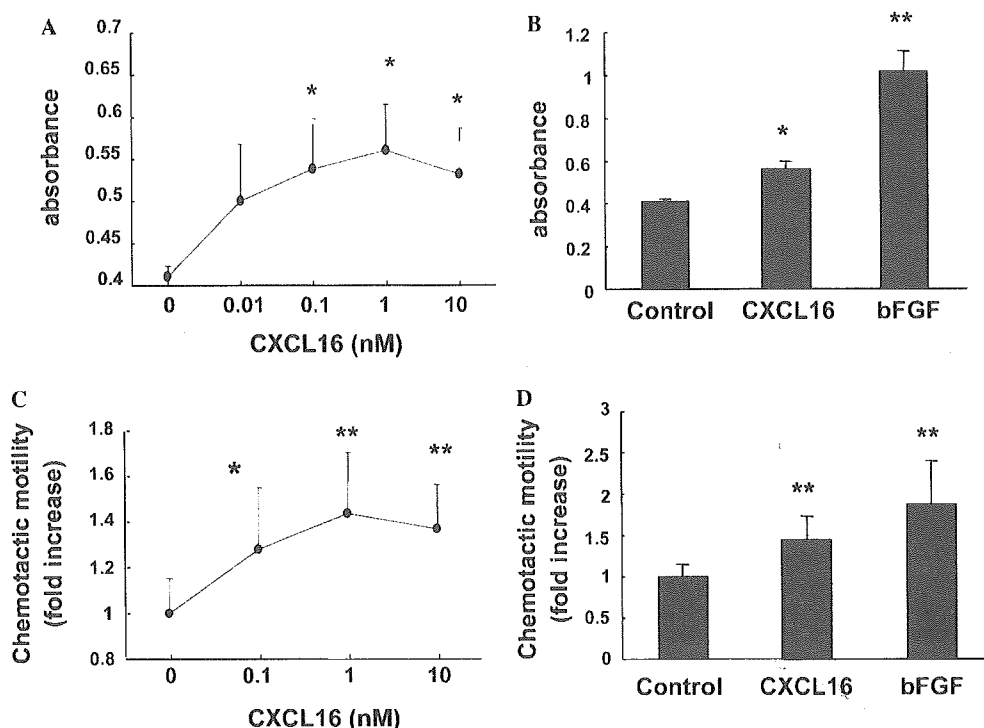 A
0.7
0.65
0.6
0.55
0.5
0.45
0.4
absorbance
*
*
*
0
0.01
0.1
1
10
CXCL16 (nM)
B
1.2
1
0.8
0.6
0.4
0.2
0
absorbance
*
**
Control
CXCL16
bFGF
C
1.8
1.6
1.4
1.2
1
0.8
Chemotactic motility
(fold increase)
*
**
**
0
0.1
1
10
CXCL16 (nM)
D
3
2.5
2
1.5
1
0.5
0
Chemotactic motility
(fold increase)
**
**
Control
CXCL16
bFGF